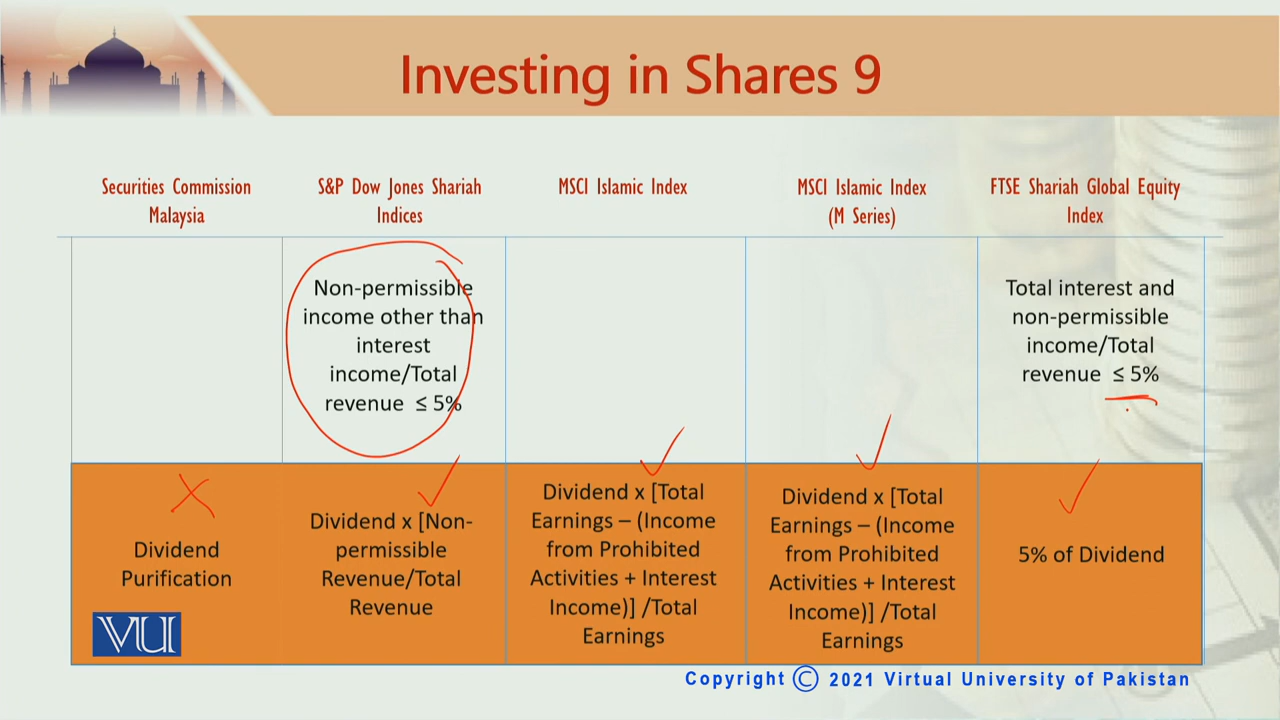 Investing in Shares 9
Securities Commission
Malaysia
S&P Dow Jones Shariah
Indices
MSCI Islamic Index
MSCI Islamic Index
(M Series)
FTSE Shariah Global Equity
Index
Non-permissible
income other than
interest
income/Total
revenue ≤ 5%
Total interest and
non-permissible
income/Total
revenue ≤ 5%
Dividend
Purification
Dividend x [Non-
permissible
Revenue/Total
Revenue
Dividend x [Total
Earnings – (Income
from Prohibited
Activities + Interest
Income)] /Total
Earnings
Dividend x [Total
Earnings – (Income
from Prohibited
Activities + Interest
Income)] /Total
Earnings
5% of Dividend
VU
Copyright © 2021 Virtual University of Pakistan